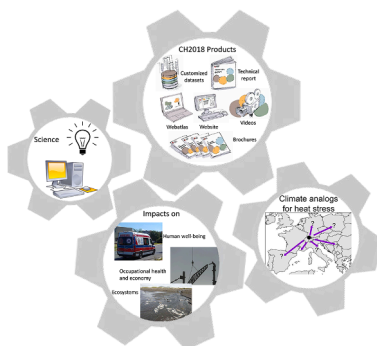 CH2018 Products
Customized
datasets
Technical
report
Webatlas
Website
Videos
Brochures
Science
Impacts on
Human well-being
Occupational health
and economy
Ecosystems
Climate analogs
for heat stress
?
?
?